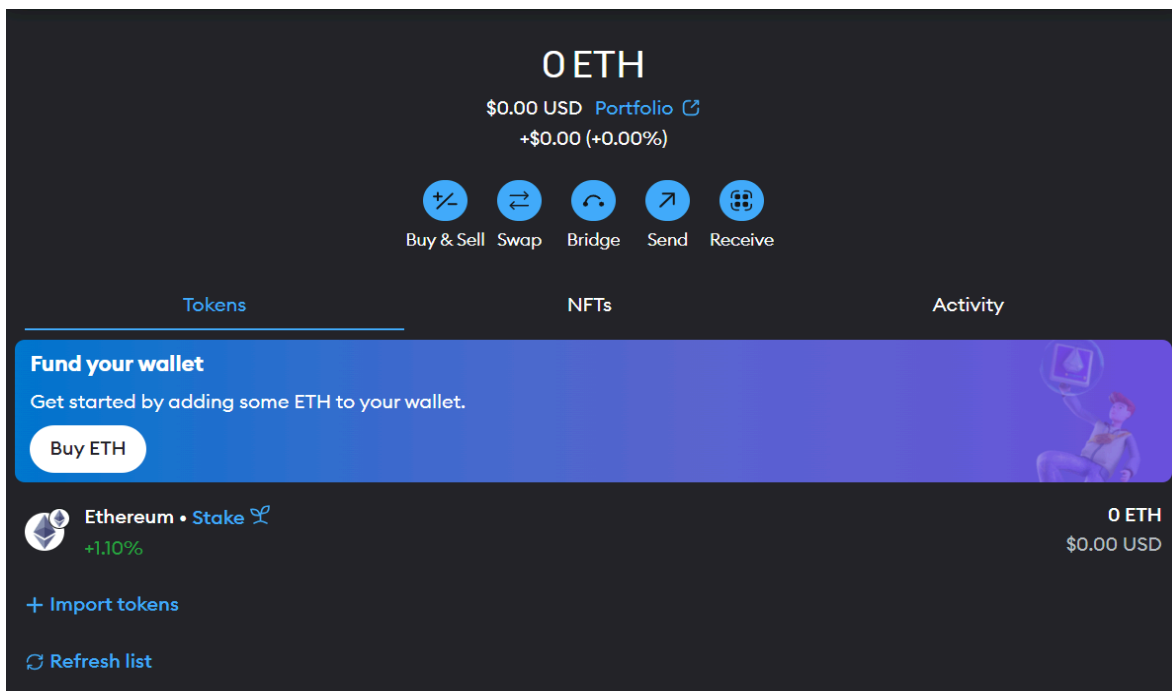 0 ETH
$0.00 USD Portfolio
+$0.00 (+0.00%)
Buy & Sell Swap Bridge Send Receive
Tokens NFTs Activity
Fund your wallet
Get started by adding some ETH to your wallet.
Buy ETH
Ethereum • Stake 0 ETH
+1.10% $0.00 USD
+ Import tokens
Refresh list